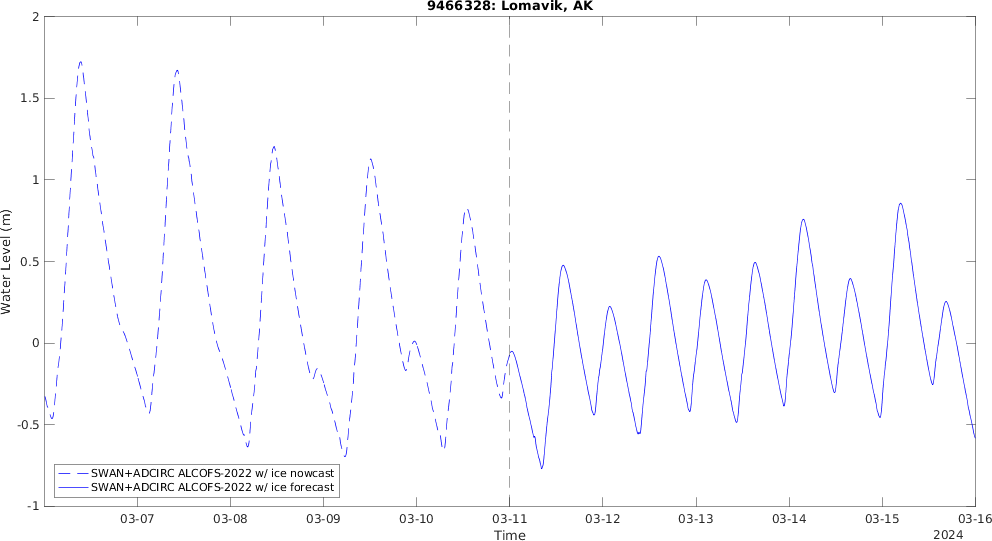 9466328: Lomavik, AK
Water Level (m)
2
1.5
1
0.5
0
-0.5
-1
SWAN+ADCIRC ALCOFS-2022 w/ ice nowcast
SWAN+ADCIRC ALCOFS-2022 w/ ice forecast
03-07 03-08 03-09 03-10 03-11 03-12 03-13 03-14 03-15 03-16
Time 2024